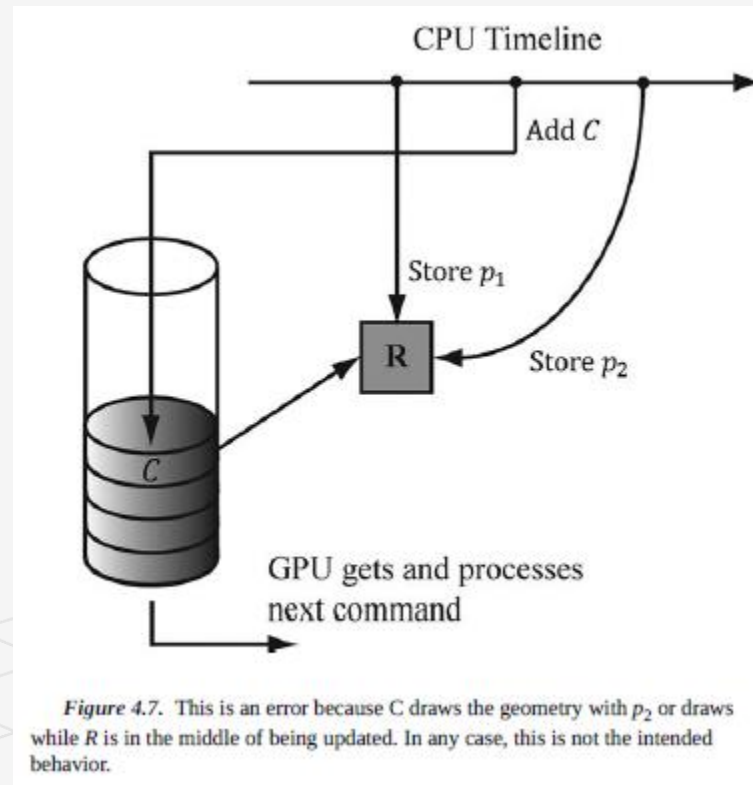 CPU Timeline
Add C
Store p₁
R
Store p₂
C
GPU gets and processes
next command
Figure 4.7. This is an error because C draws the geometry with p₂ or draws
while R is in the middle of being updated. In any case, this is not the intended
behavior.